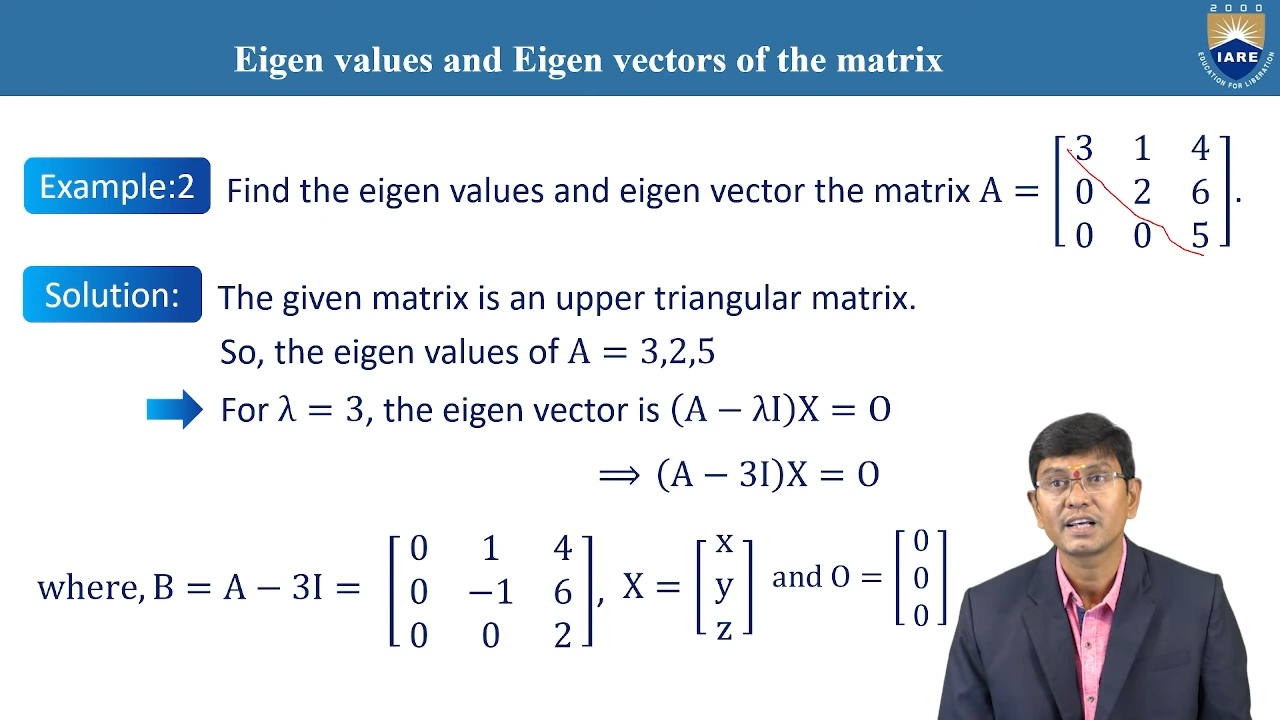 2000
IARE
EDUCATION FOR LIBERATION
Eigen values and Eigen vectors of the matrix
Example:2 Find the eigen values and eigen vector the matrix A = [3 1 4
0 2 6
0 0 5].
Solution: The given matrix is an upper triangular matrix.
So, the eigen values of A = 3,2,5
For λ = 3, the eigen vector is (A − λI)X = O
⟹ (A − 3I)X = O
where, B = A − 3I = [0 1 4
0 −1 6
0 0 2], X = [x
y
z] and O = [0
0
0]